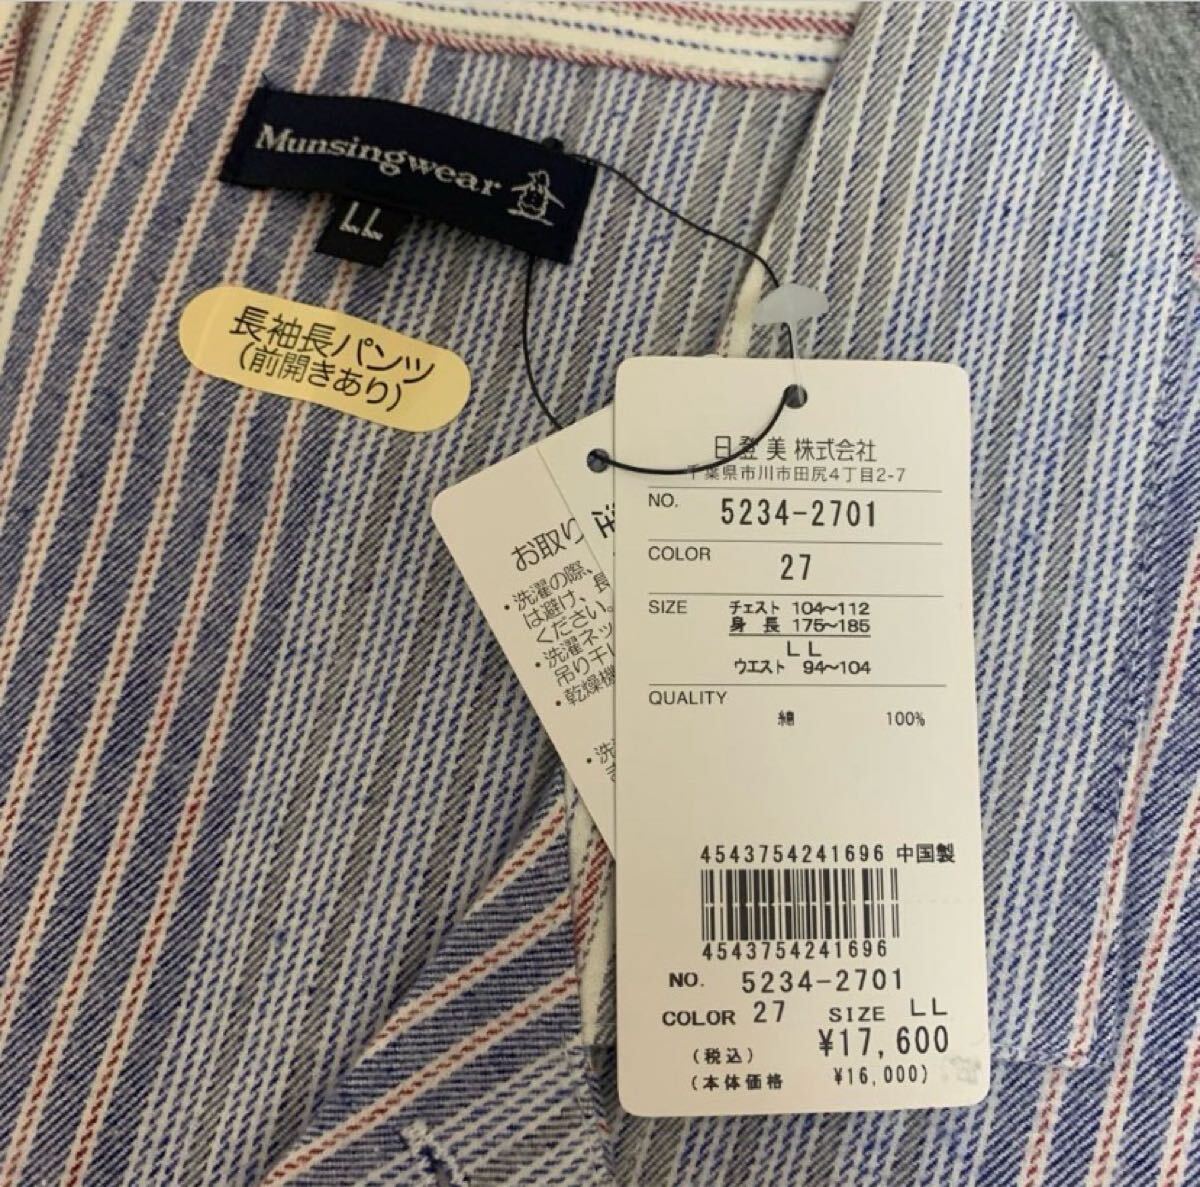 Munsingwear
LL
長袖長パンツ
(前開きあり)
お取り
・洗濯の際、
は避け、長
ください。
・洗濯ネッ
吊り干し
・乾燥機
・洗
日登美株式会社
千葉県市川市田尻4丁目2-7
NO. 5234-2701
COLOR 27
SIZE チェスト 104~112
身長 175~185
LL
ウエスト 94~104
QUALITY
綿 100%
4543754241696 中国製
4543754241696
NO. 5234-2701
COLOR 27 SIZE LL
(税込) ¥17,600
(本体価格 ¥16,000)